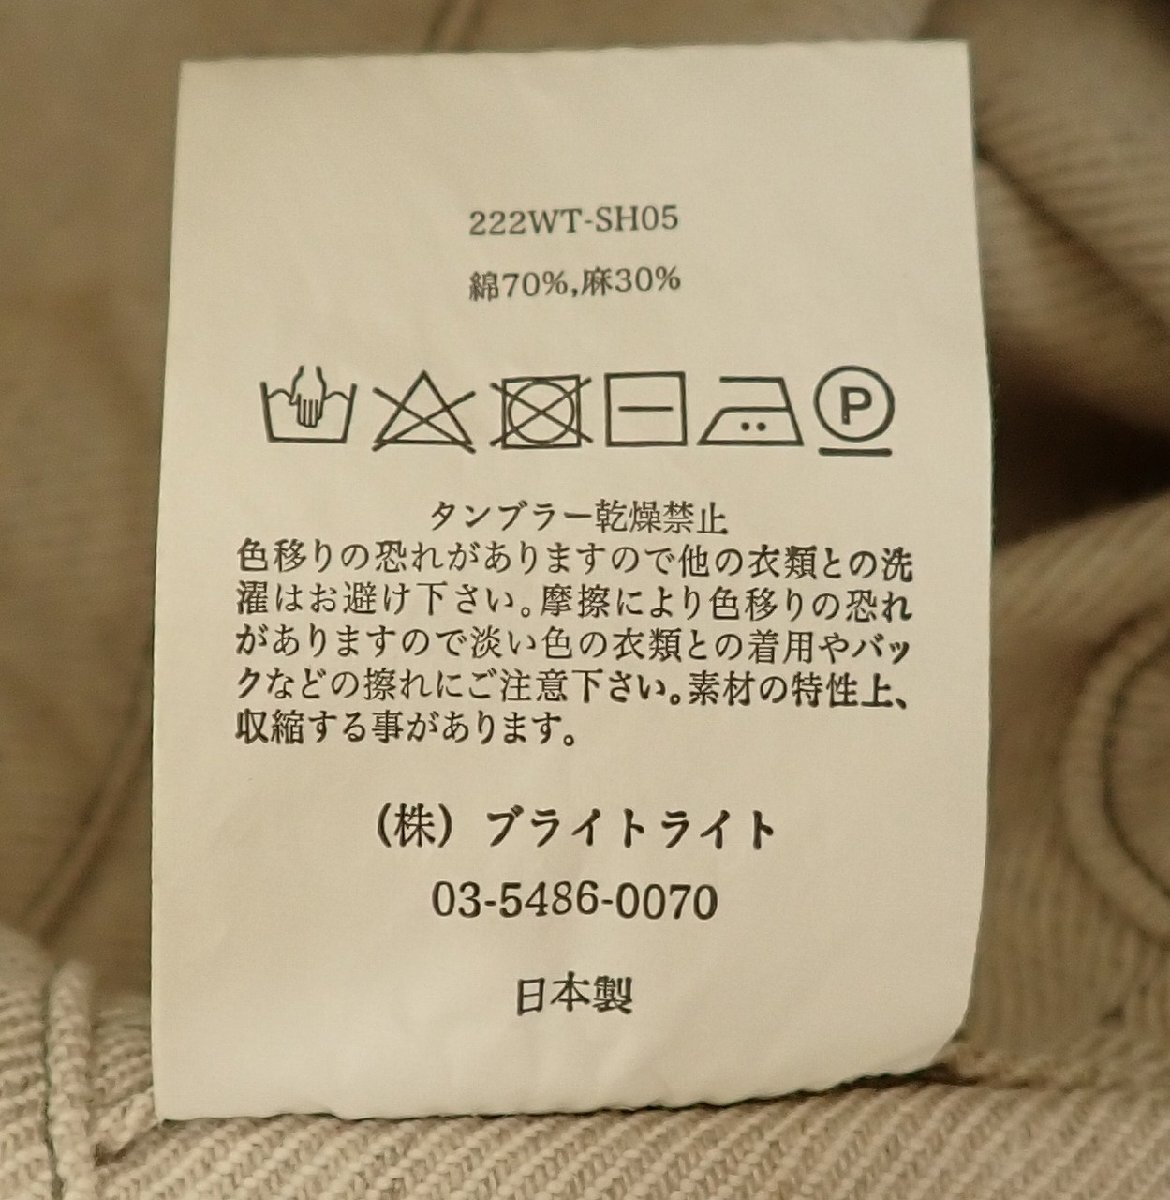 222WT-SH05
綿70%,麻30%
P
タンブラー乾燥禁止
色移りの恐れがありますので他の衣類との洗
濯はお避け下さい。摩擦により色移りの恐れ
がありますので淡い色の衣類との着用やバッ
クなどの擦れにご注意下さい。素材の特性上、
収縮する事があります。
(株) ブライトライト
03-5486-0070
日本製